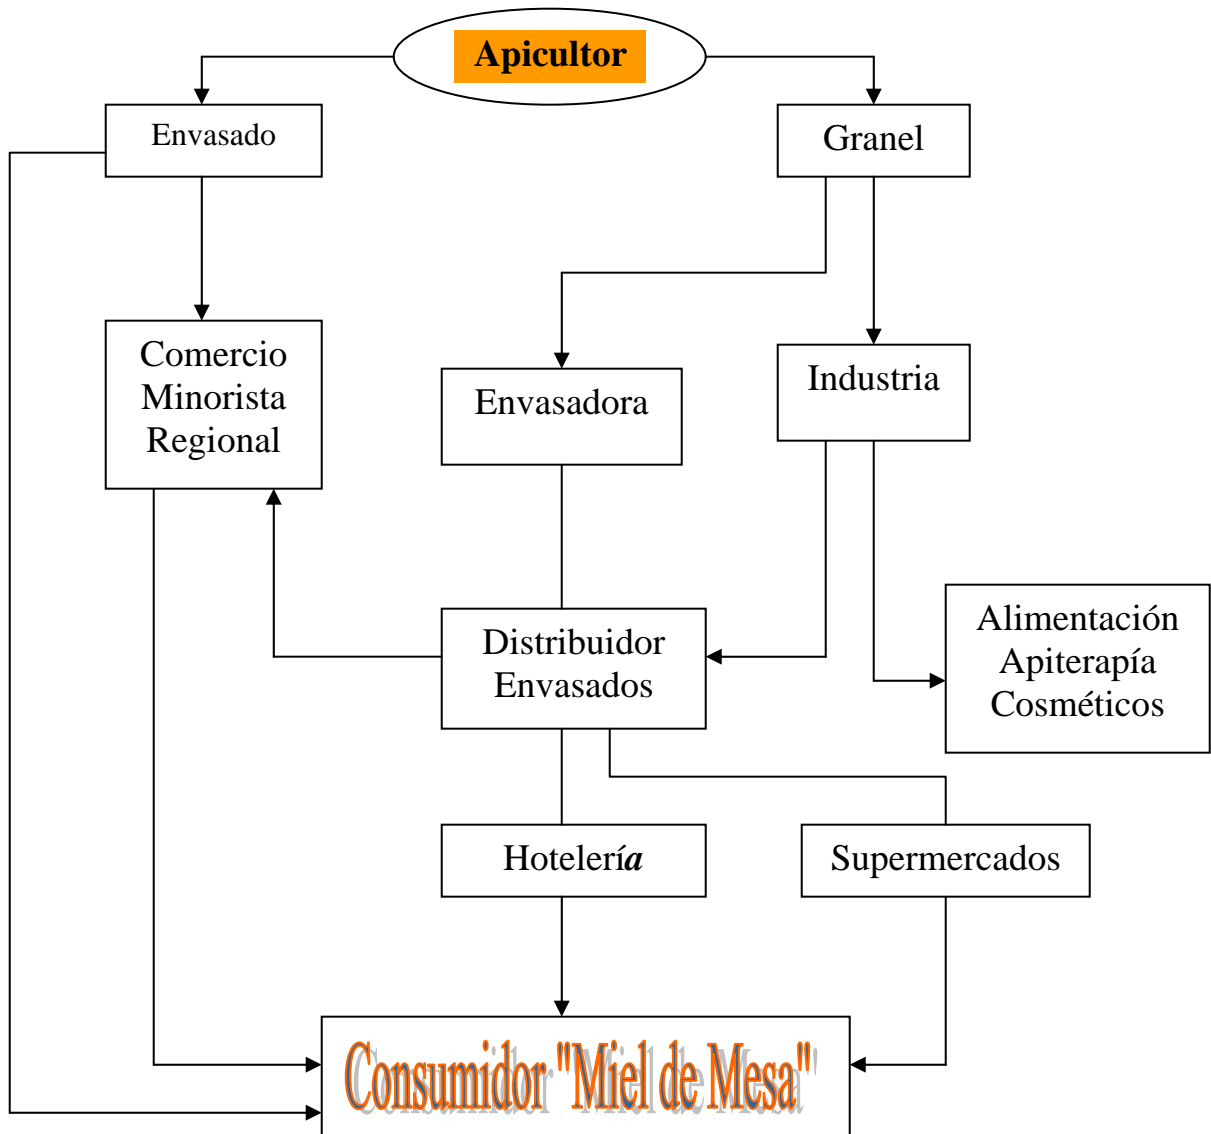 Apicultor
Envasado
Granel
Comercio
Minorista
Regional
Envasadora
Industria
Distribuidor
Envasados
Alimentación
Apiterapía
Cosméticos
Hotelería
Supermercados
Consumidor "Miel de Mesa"